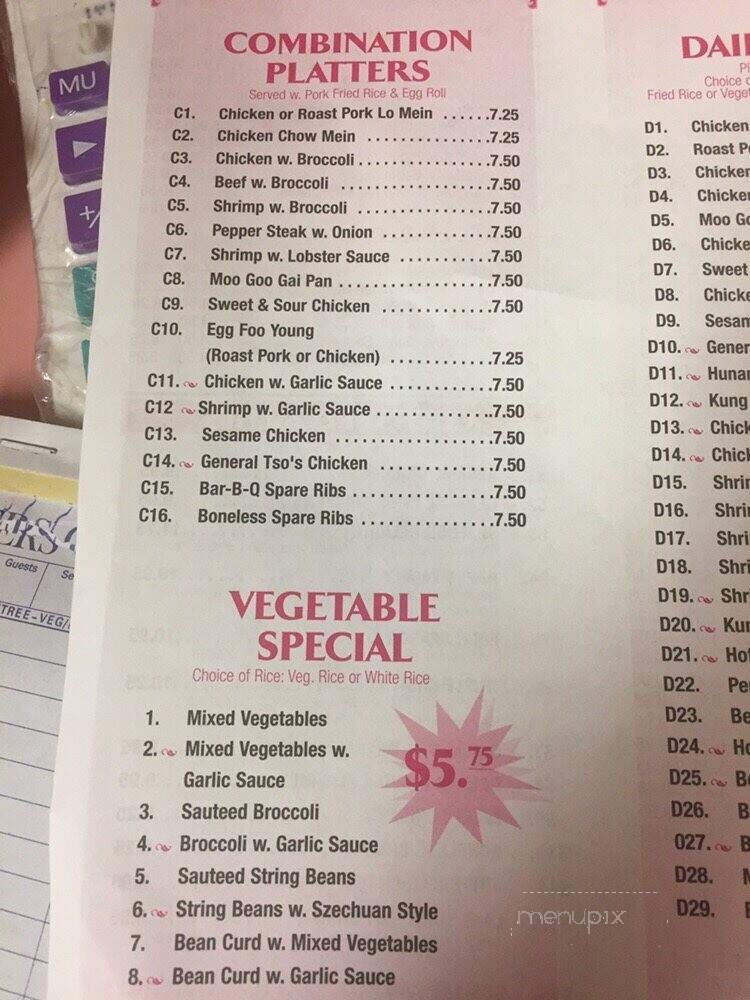 MU
+/
COMBINATION
PLATTERS
Served w. Pork Fried Rice & Egg Roll
C1. Chicken or Roast Pork Lo Mein ......7.25
C2. Chicken Chow Mein ......7.25
C3. Chicken w. Broccoli ......7.50
C4. Beef w. Broccoli ......7.50
C5. Shrimp w. Broccoli ......7.50
C6. Pepper Steak w. Onion ......7.50
C7. Shrimp w. Lobster Sauce ......7.50
C8. Moo Goo Gai Pan ......7.50
C9. Sweet & Sour Chicken ......7.50
C10. Egg Foo Young
(Roast Pork or Chicken) ......7.25
C11. Chicken w. Garlic Sauce ......7.50
C12 Shrimp w. Garlic Sauce ......7.50
C13. Sesame Chicken ......7.50
C14. General Tso's Chicken ......7.50
C15. Bar-B-Q Spare Ribs ......7.50
C16. Boneless Spare Ribs ......7.50
VEGETABLE
SPECIAL
Choice of Rice: Veg. Rice or White Rice
$5.75
1. Mixed Vegetables
2. Mixed Vegetables w.
Garlic Sauce
3. Sauteed Broccoli
4. Broccoli w. Garlic Sauce
5. Sauteed String Beans
6. String Beans w. Szechuan Style
7. Bean Curd w. Mixed Vegetables
8. Bean Curd w. Garlic Sauce
DAI
Choice
Fried Rice or Veget
D1. Chicken
D2. Roast P
D3. Chicken
D4. Chicke
D5. Moo Go
D6. Chicke
D7. Sweet
D8. Chicke
D9. Sesam
D10. Gener
D11. Huna
D12. Kung
D13. Chick
D14. Chic
D15. Shri
D16. Shri
D17. Shri
D18. Shri
D19. Shr
D20. Ku
D21. Ho
D22. Pe
D23. Be
D24. Ho
D25. B
D26. B
027. B
D28.
D29.
Guests
Se
TREE-VEG/
menupix